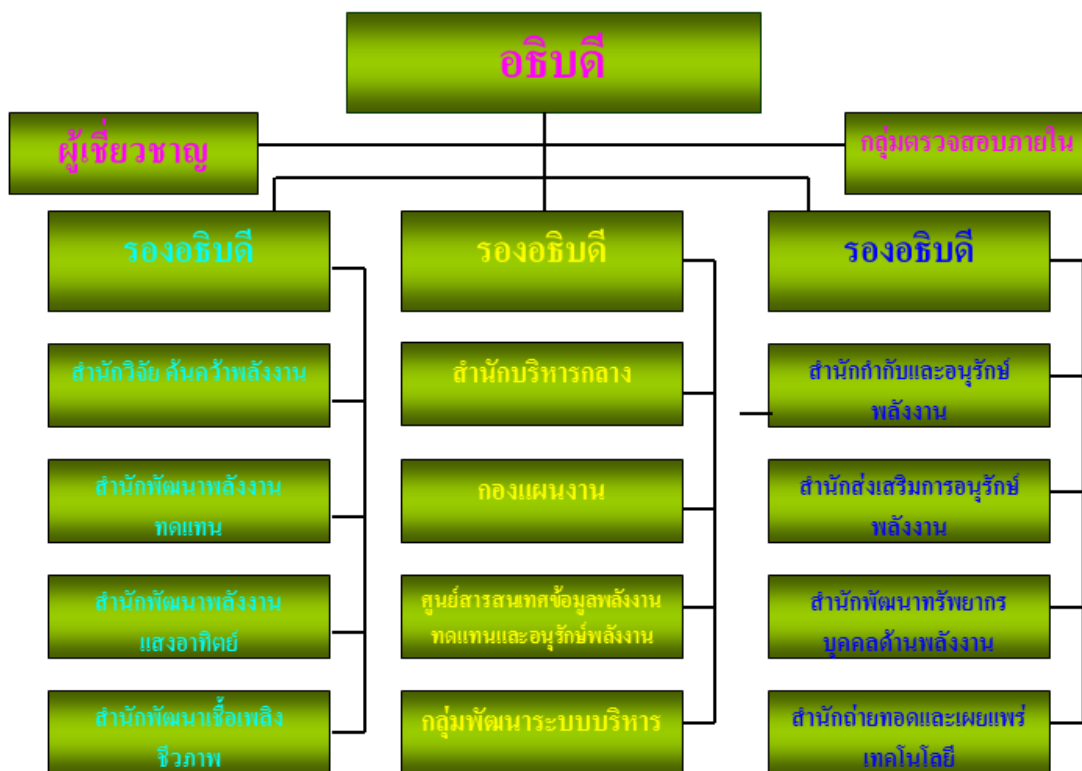 อธิบดี
ผู้เชี่ยวชาญ
กลุ่มตรวจสอบภายใน
รองอธิบดี
รองอธิบดี
รองอธิบดี
สำนักวิจัย ค้นคว้าพลังงาน
สำนักบริหารกลาง
สำนักกำกับและอนุรักษ์
พลังงาน
สำนักพัฒนาพลังงาน
ทดแทน
กองแผนงาน
สำนักส่งเสริมการอนุรักษ์
พลังงาน
สำนักพัฒนาพลังงาน
แสงอาทิตย์
ศูนย์สารสนเทศข้อมูลพลังงาน
ทดแทนและอนุรักษ์พลังงาน
สำนักพัฒนาทรัพยากร
บุคคลด้านพลังงาน
สำนักพัฒนาเชื้อเพลิง
ชีวภาพ
กลุ่มพัฒนาระบบบริหาร
สำนักถ่ายทอดและเผยแพร่
เทคโนโลยี